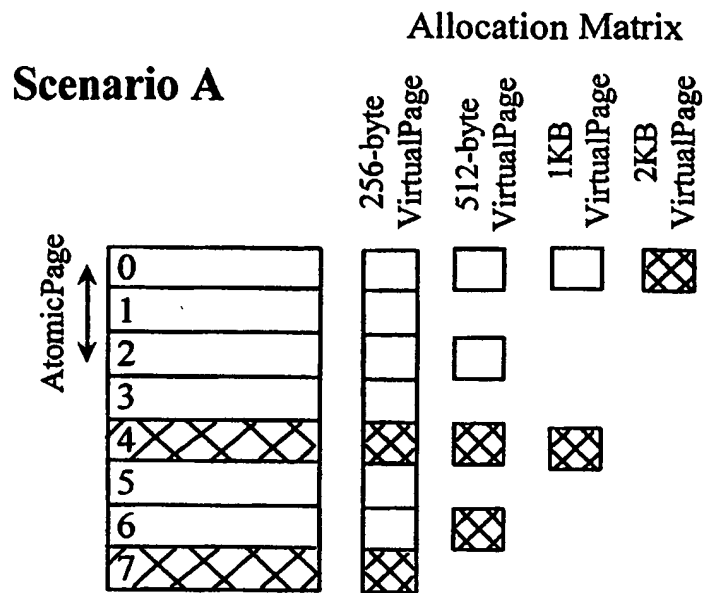 Allocation Matrix
Scenario A
256-byte
VirtualPage
512-byte
VirtualPage
1KB
VirtualPage
2KB
VirtualPage
AtomicPage
0
1
2
3
4
5
6
7